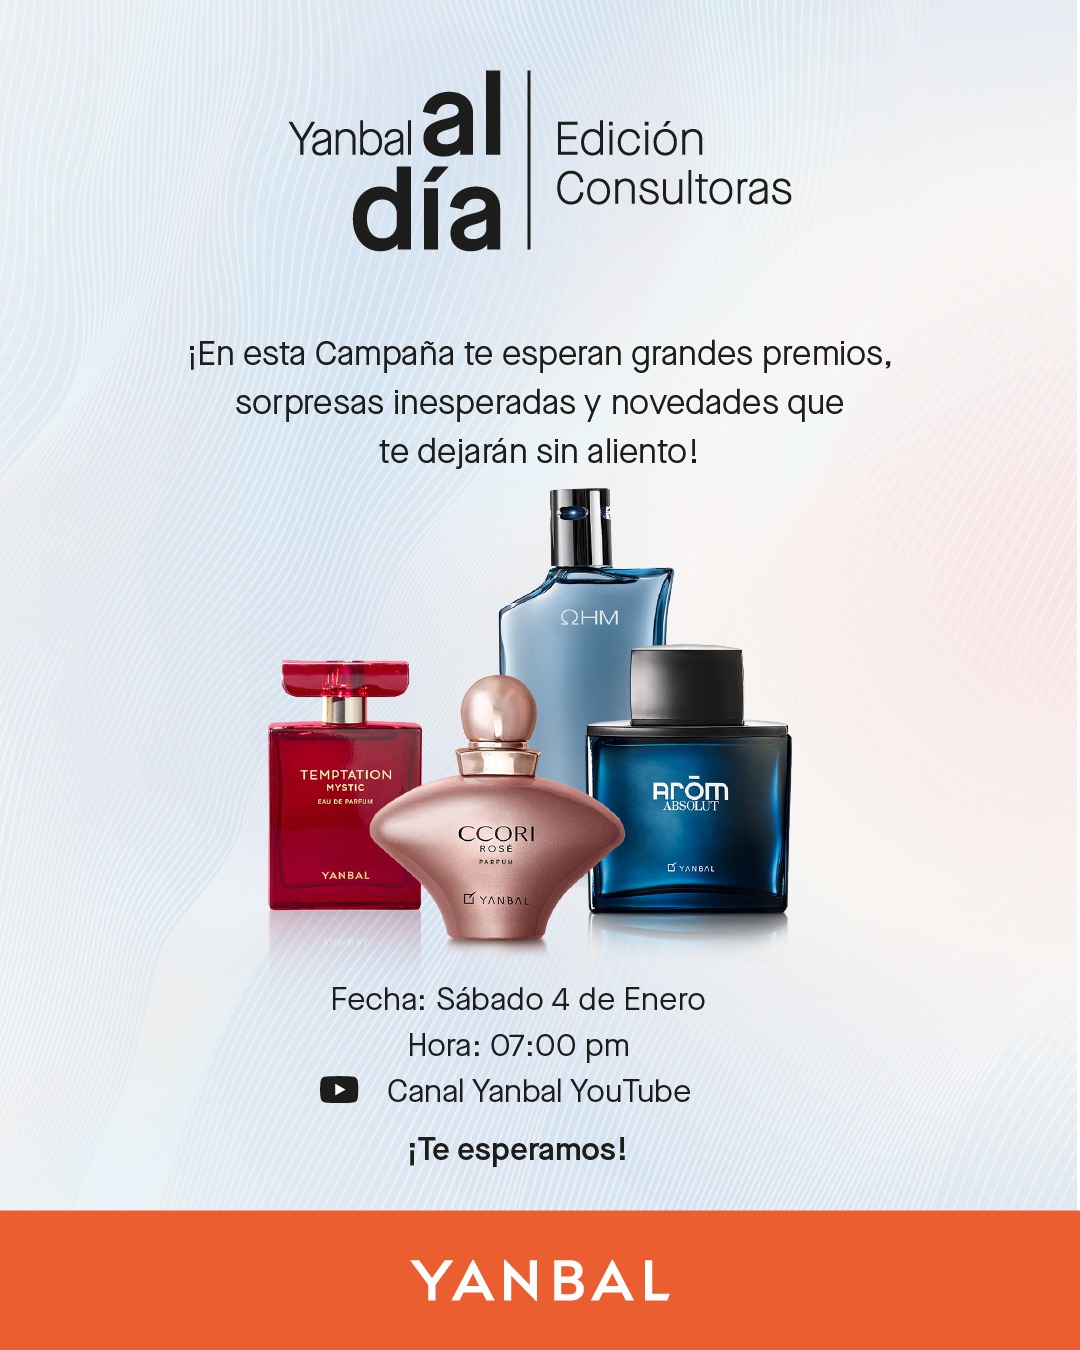 Yanbal al
día
Edición
Consultoras
¡En esta Campaña te esperan grandes premios,
sorpresas inesperadas y novedades que
te dejarán sin aliento!
ΩHM
TEMPTATION
MYSTIC
EAU DE PARFUM
YANBAL
CCORI
ROSÉ
PARFUM
YANBAL
Arōm
ABSOLUT
YANBAL
Fecha: Sábado 4 de Enero
Hora: 07:00 pm
Canal Yanbal YouTube
¡Te esperamos!
YANBAL